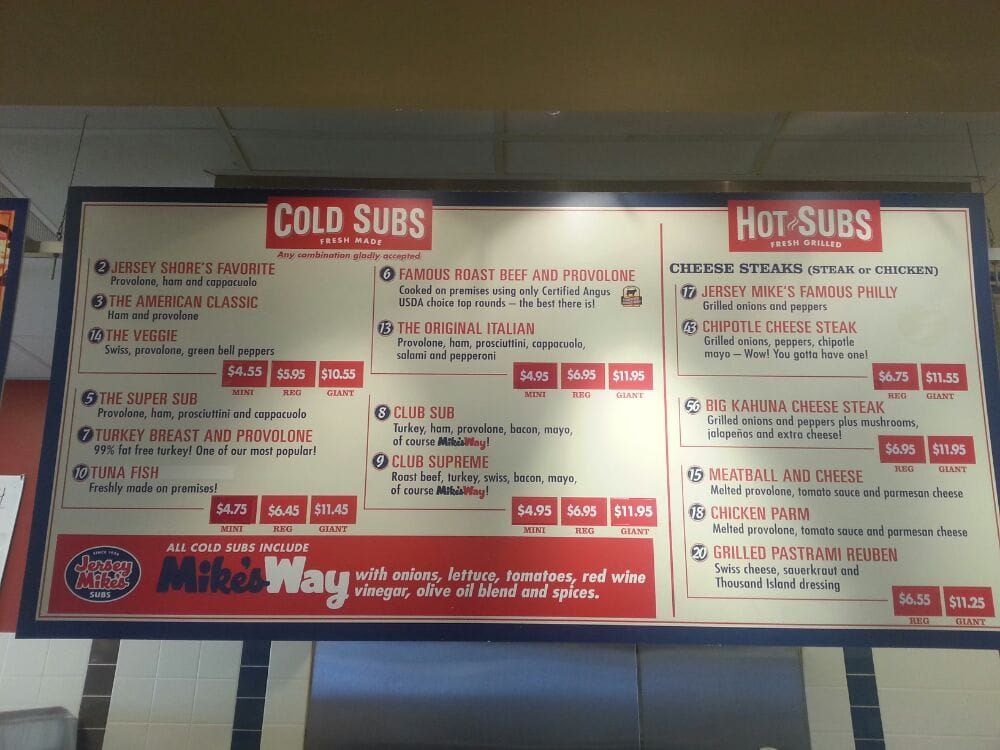 COLD SUBS
FRESH MADE
Any combination gladly accepted
2 JERSEY SHORE'S FAVORITE
Provolone, ham and cappacuolo
3 THE AMERICAN CLASSIC
Ham and provolone
14 THE VEGGIE
Swiss, provolone, green bell peppers
$4.55 $5.95 $10.55
MINI REG GIANT
5 THE SUPER SUB
Provolone, ham, prosciuttini and cappacuolo
7 TURKEY BREAST AND PROVOLONE
99% fat free turkey! One of our most popular!
10 TUNA FISH
Freshly made on premises!
$4.75 $6.45 $11.45
MINI REG GIANT
6 FAMOUS ROAST BEEF AND PROVOLONE
Cooked on premises using only Certified Angus
USDA choice top rounds – the best there is!
13 THE ORIGINAL ITALIAN
Provolone, ham, prosciuttini, cappacuolo,
salami and pepperoni
$4.95 $6.95 $11.95
MINI REG GIANT
8 CLUB SUB
Turkey, ham, provolone, bacon, mayo,
of course Mike'sWay!
9 CLUB SUPREME
Roast beef, turkey, swiss, bacon, mayo,
of course Mike'sWay!
$4.95 $6.95 $11.95
MINI REG GIANT
SINCE 1956
Jersey
Mike's
SUBS
ALL COLD SUBS INCLUDE
Mike'sWay
with onions, lettuce, tomatoes, red wine
vinegar, olive oil blend and spices.
HOT SUBS
FRESH GRILLED
CHEESE STEAKS (STEAK or CHICKEN)
17 JERSEY MIKE'S FAMOUS PHILLY
Grilled onions and peppers
43 CHIPOTLE CHEESE STEAK
Grilled onions, peppers, chipotle
mayo – Wow! You gotta have one!
$6.75 $11.55
REG GIANT
56 BIG KAHUNA CHEESE STEAK
Grilled onions and peppers plus mushrooms,
jalapeños and extra cheese!
$6.95 $11.95
REG GIANT
15 MEATBALL AND CHEESE
Melted provolone, tomato sauce and parmesan cheese
18 CHICKEN PARM
Melted provolone, tomato sauce and parmesan cheese
20 GRILLED PASTRAMI REUBEN
Swiss cheese, sauerkraut and
Thousand Island dressing
$6.55 $11.25
REG GIANT